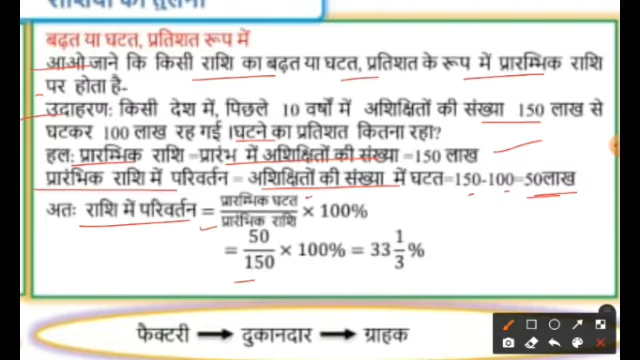 राशियों की तुलना
बढ़त या घटत, प्रतिशत रूप में
आओ जाने कि किसी राशि का बढ़त या घटत, प्रतिशत के रूप में प्रारम्भिक राशि
पर होता है-
उदाहरण: किसी देश में, पिछले 10 वर्षों में अशिक्षितों की संख्या 150 लाख से
घटकर 100 लाख रह गई।घटने का प्रतिशत कितना रहा?
हल: प्रारम्भिक राशि =प्रारंभ में अशिक्षितों की संख्या =150 लाख
प्रारंभिक राशि में परिवर्तन = अशिक्षितों की संख्या में घटत=150-100=50लाख
अतः राशि में परिवर्तन = प्रारम्भिक घटत/प्रारंभिक राशि × 100%
= 50/150 × 100% = 33 1/3 %
फैक्टरी → दुकानदार → ग्राहक